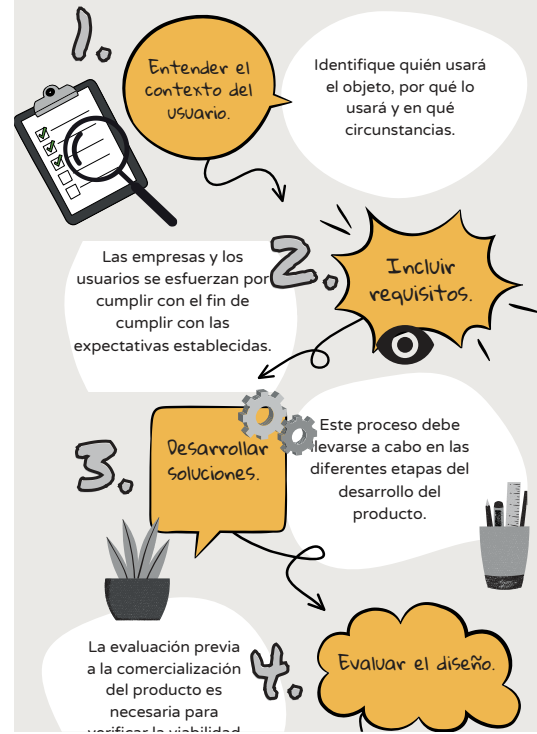 1.
Entender el
contexto del
usuario.
Identifique quién usará
el objeto, por qué lo
usará y en qué
circunstancias.
2.
Incluir
requisitos.
Las empresas y los
usuarios se esfuerzan por
cumplir con el fin de
cumplir con las
expectativas establecidas.
3.
Desarrollar
soluciones.
Este proceso debe
llevarse a cabo en las
diferentes etapas del
desarrollo del
producto.
4.
Evaluar el diseño.
La evaluación previa
a la comercialización
del producto es
necesaria para
verificar la viabilidad